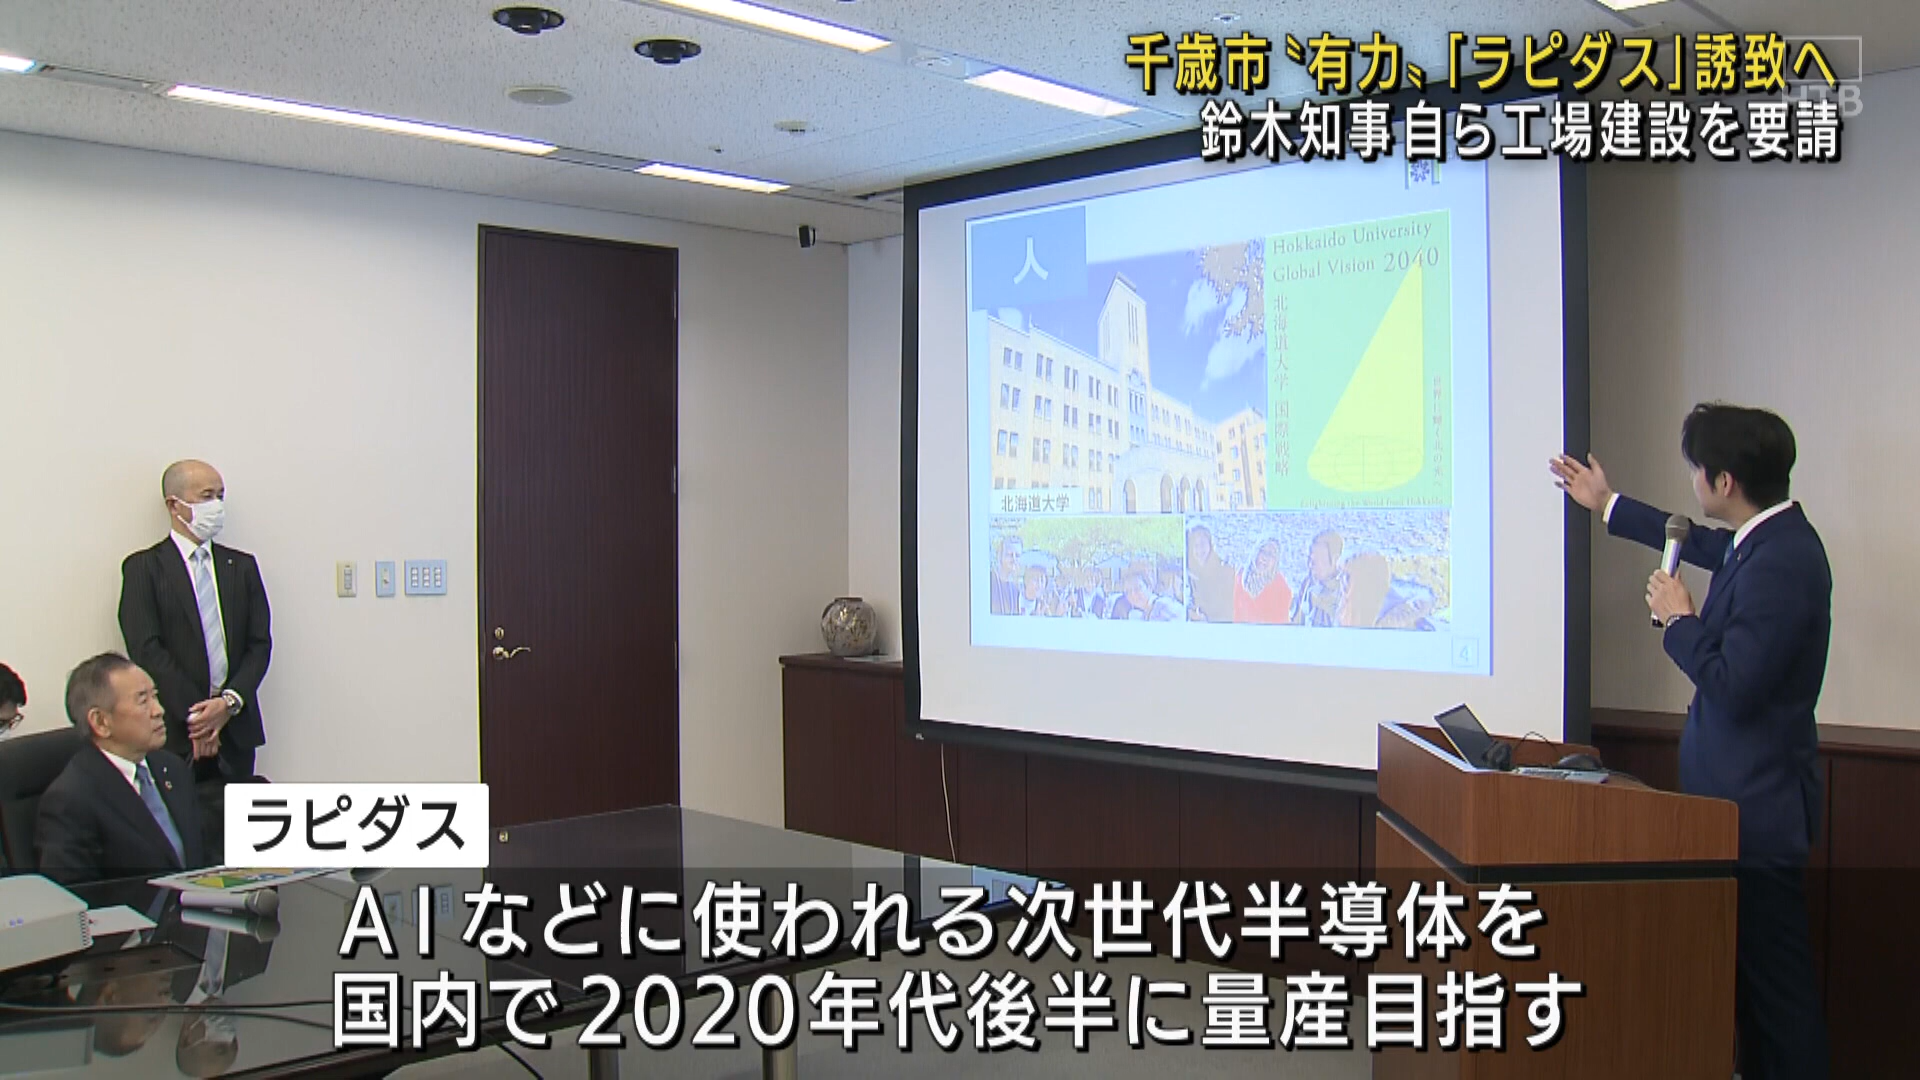 千歳市〝有力〟「ラピダス」誘致へ
鈴木知事自ら工場建設を要請
HTB
人
Hokkaido University
Global Vision 2040
北海道大学 国際戦略
北海道大学
4
ラピダス
AIなどに使われる次世代半導体を
国内で2020年代後半に量産目指す